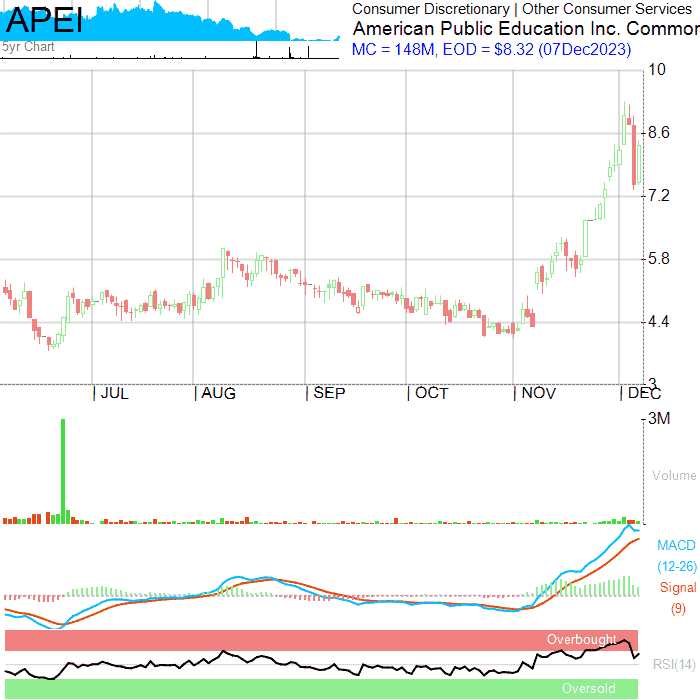 APEI
5yr Chart
Consumer Discretionary | Other Consumer Services
American Public Education Inc. Common
MC = 148M, EOD = $8.32 (07Dec2023)
10
8.6
7.2
5.8
4.4
3
JUL
AUG
SEP
OCT
NOV
DEC
3M
Volume
MACD
(12-26)
Signal
(9)
Overbought
RSI(14)
Oversold